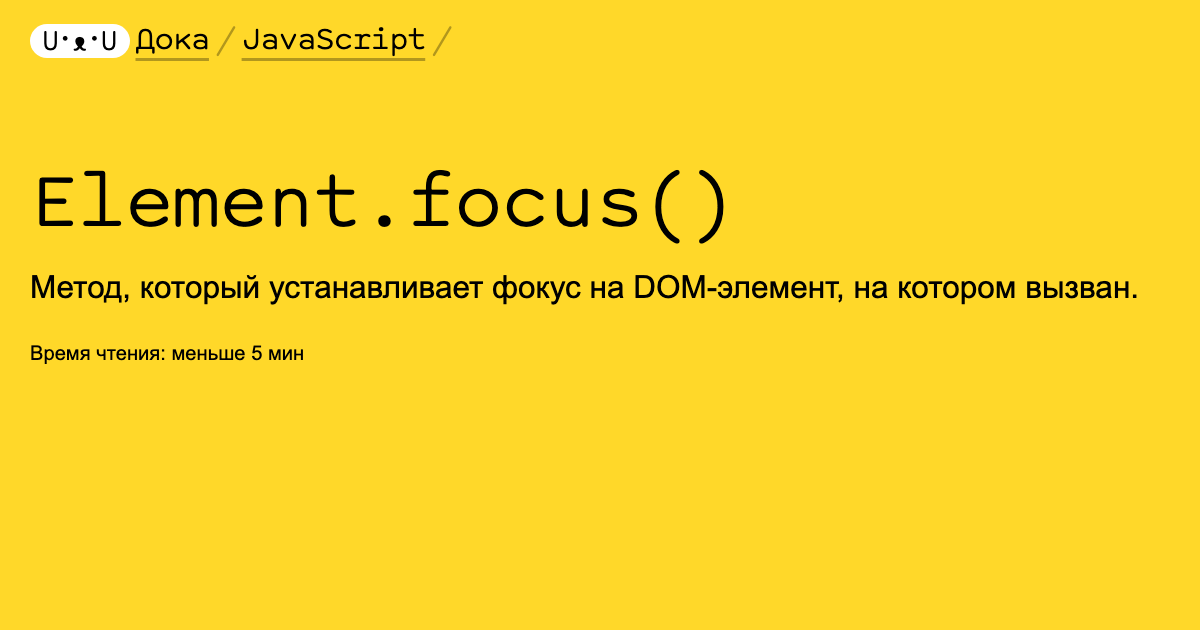 U•ᴥ•U Дока / JavaScript /
Element.focus()
Метод, который устанавливает фокус на DOM-элемент, на котором вызван.
Время чтения: меньше 5 мин